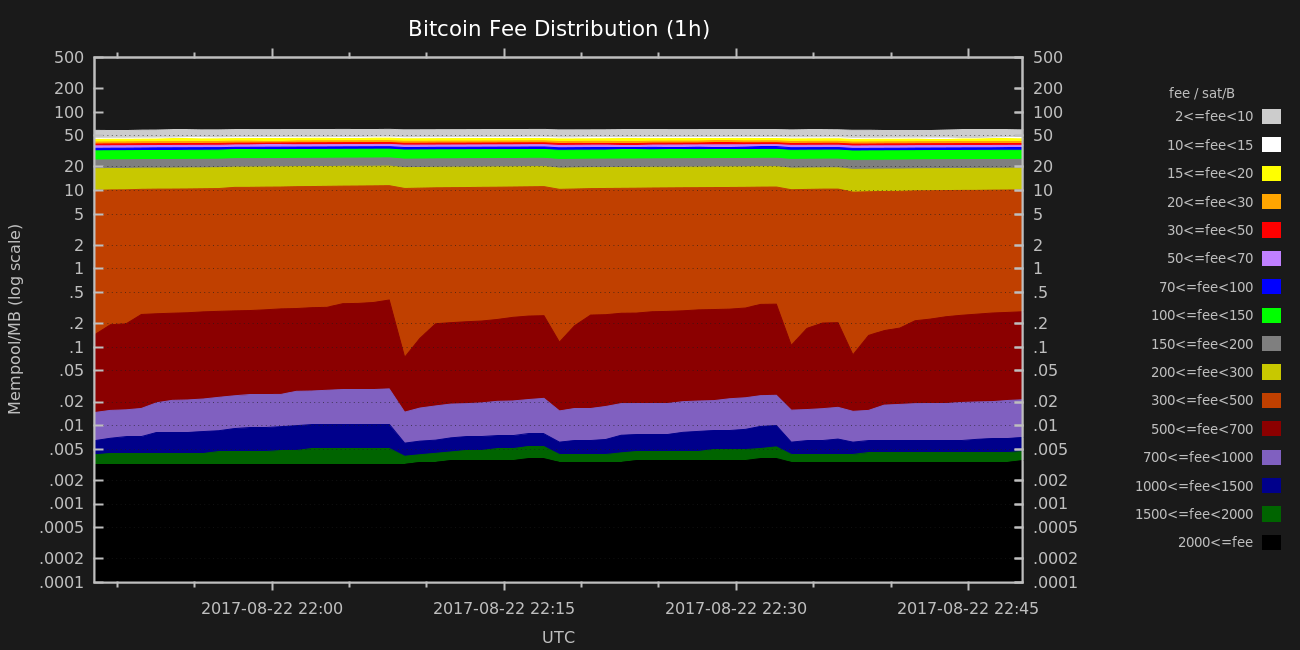 Bitcoin Fee Distribution (1h)
500
200
100
50
20
10
5
2
1
.5
.2
.1
.05
.02
.01
.005
.002
.001
.0005
.0002
.0001
Mempool/MB (log scale)
500
200
100
50
20
10
5
2
1
.5
.2
.1
.05
.02
.01
.005
.002
.001
.0005
.0002
.0001
2017-08-22 22:00
2017-08-22 22:15
2017-08-22 22:30
2017-08-22 22:45
UTC
fee / sat/B
2<=fee<10
10<=fee<15
15<=fee<20
20<=fee<30
30<=fee<50
50<=fee<70
70<=fee<100
100<=fee<150
150<=fee<200
200<=fee<300
300<=fee<500
500<=fee<700
700<=fee<1000
1000<=fee<1500
1500<=fee<2000
2000<=fee